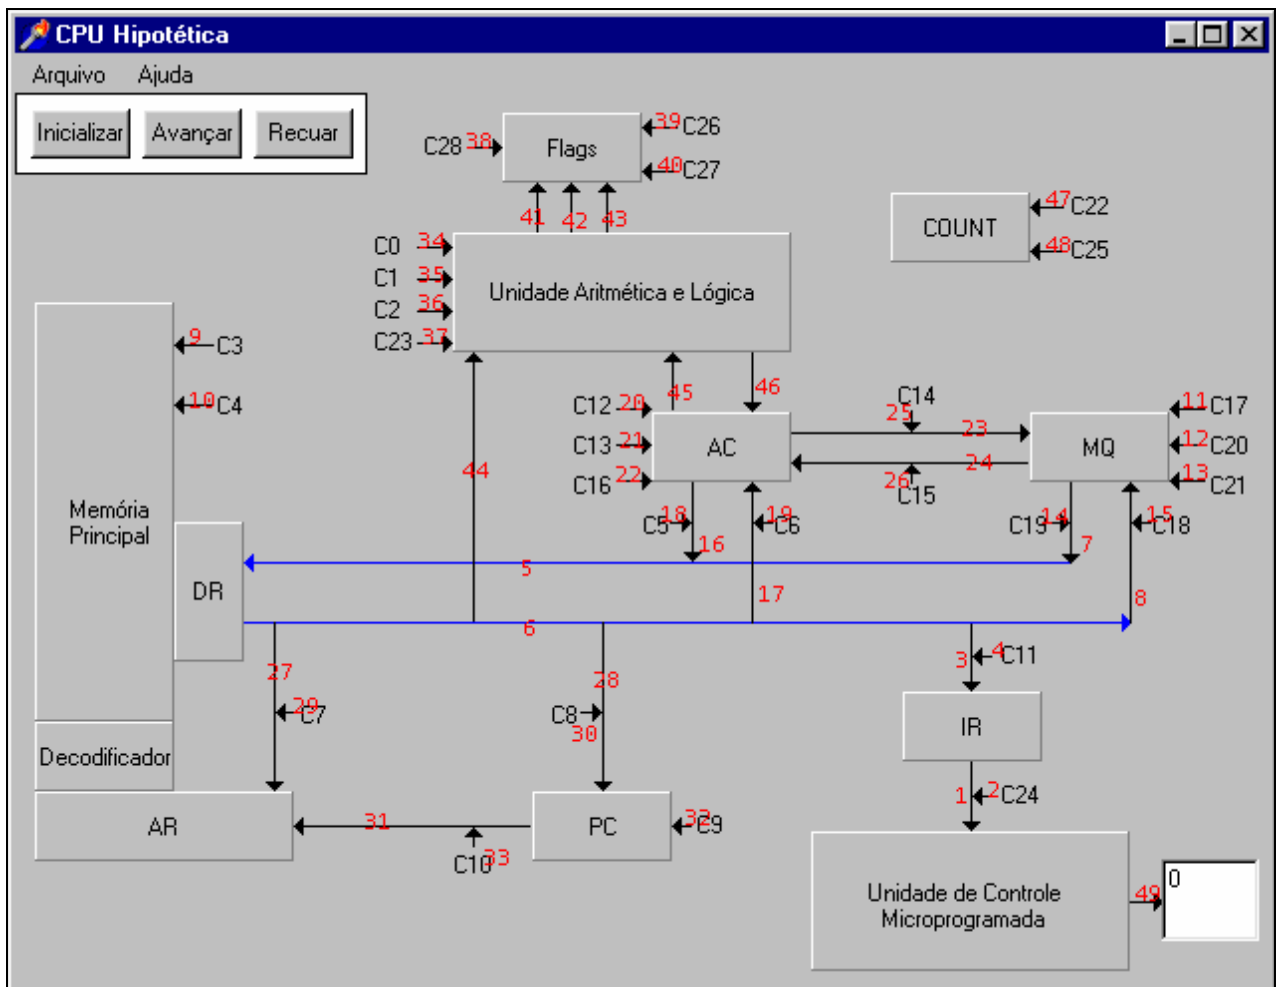 CPU Hipotética
Arquivo Ajuda
Inicializar Avançar Recuar
C28 38 Flags 39 C26
40 C27
41 42 43
COUNT 47 C22
48 C25
C0 34
C1 35
C2 36
C23 37
Unidade Aritmética e Lógica
9 C3
10 C4
45 46
44
C12 20
C13 21
C16 22
AC
C14
25 23
24
26
C15
MQ
11 C17
12 C20
13 C21
Memória
Principal
C5 18
19 C6
C19 14
15 C18
16 7
5
DR
17 8
6
27 28
29 C7
C8
30
3 4 C11
IR
Decodificador
1 2 C24
AR
31
PC
32 C9
C10 33
Unidade de Controle
Microprogramada
49 0